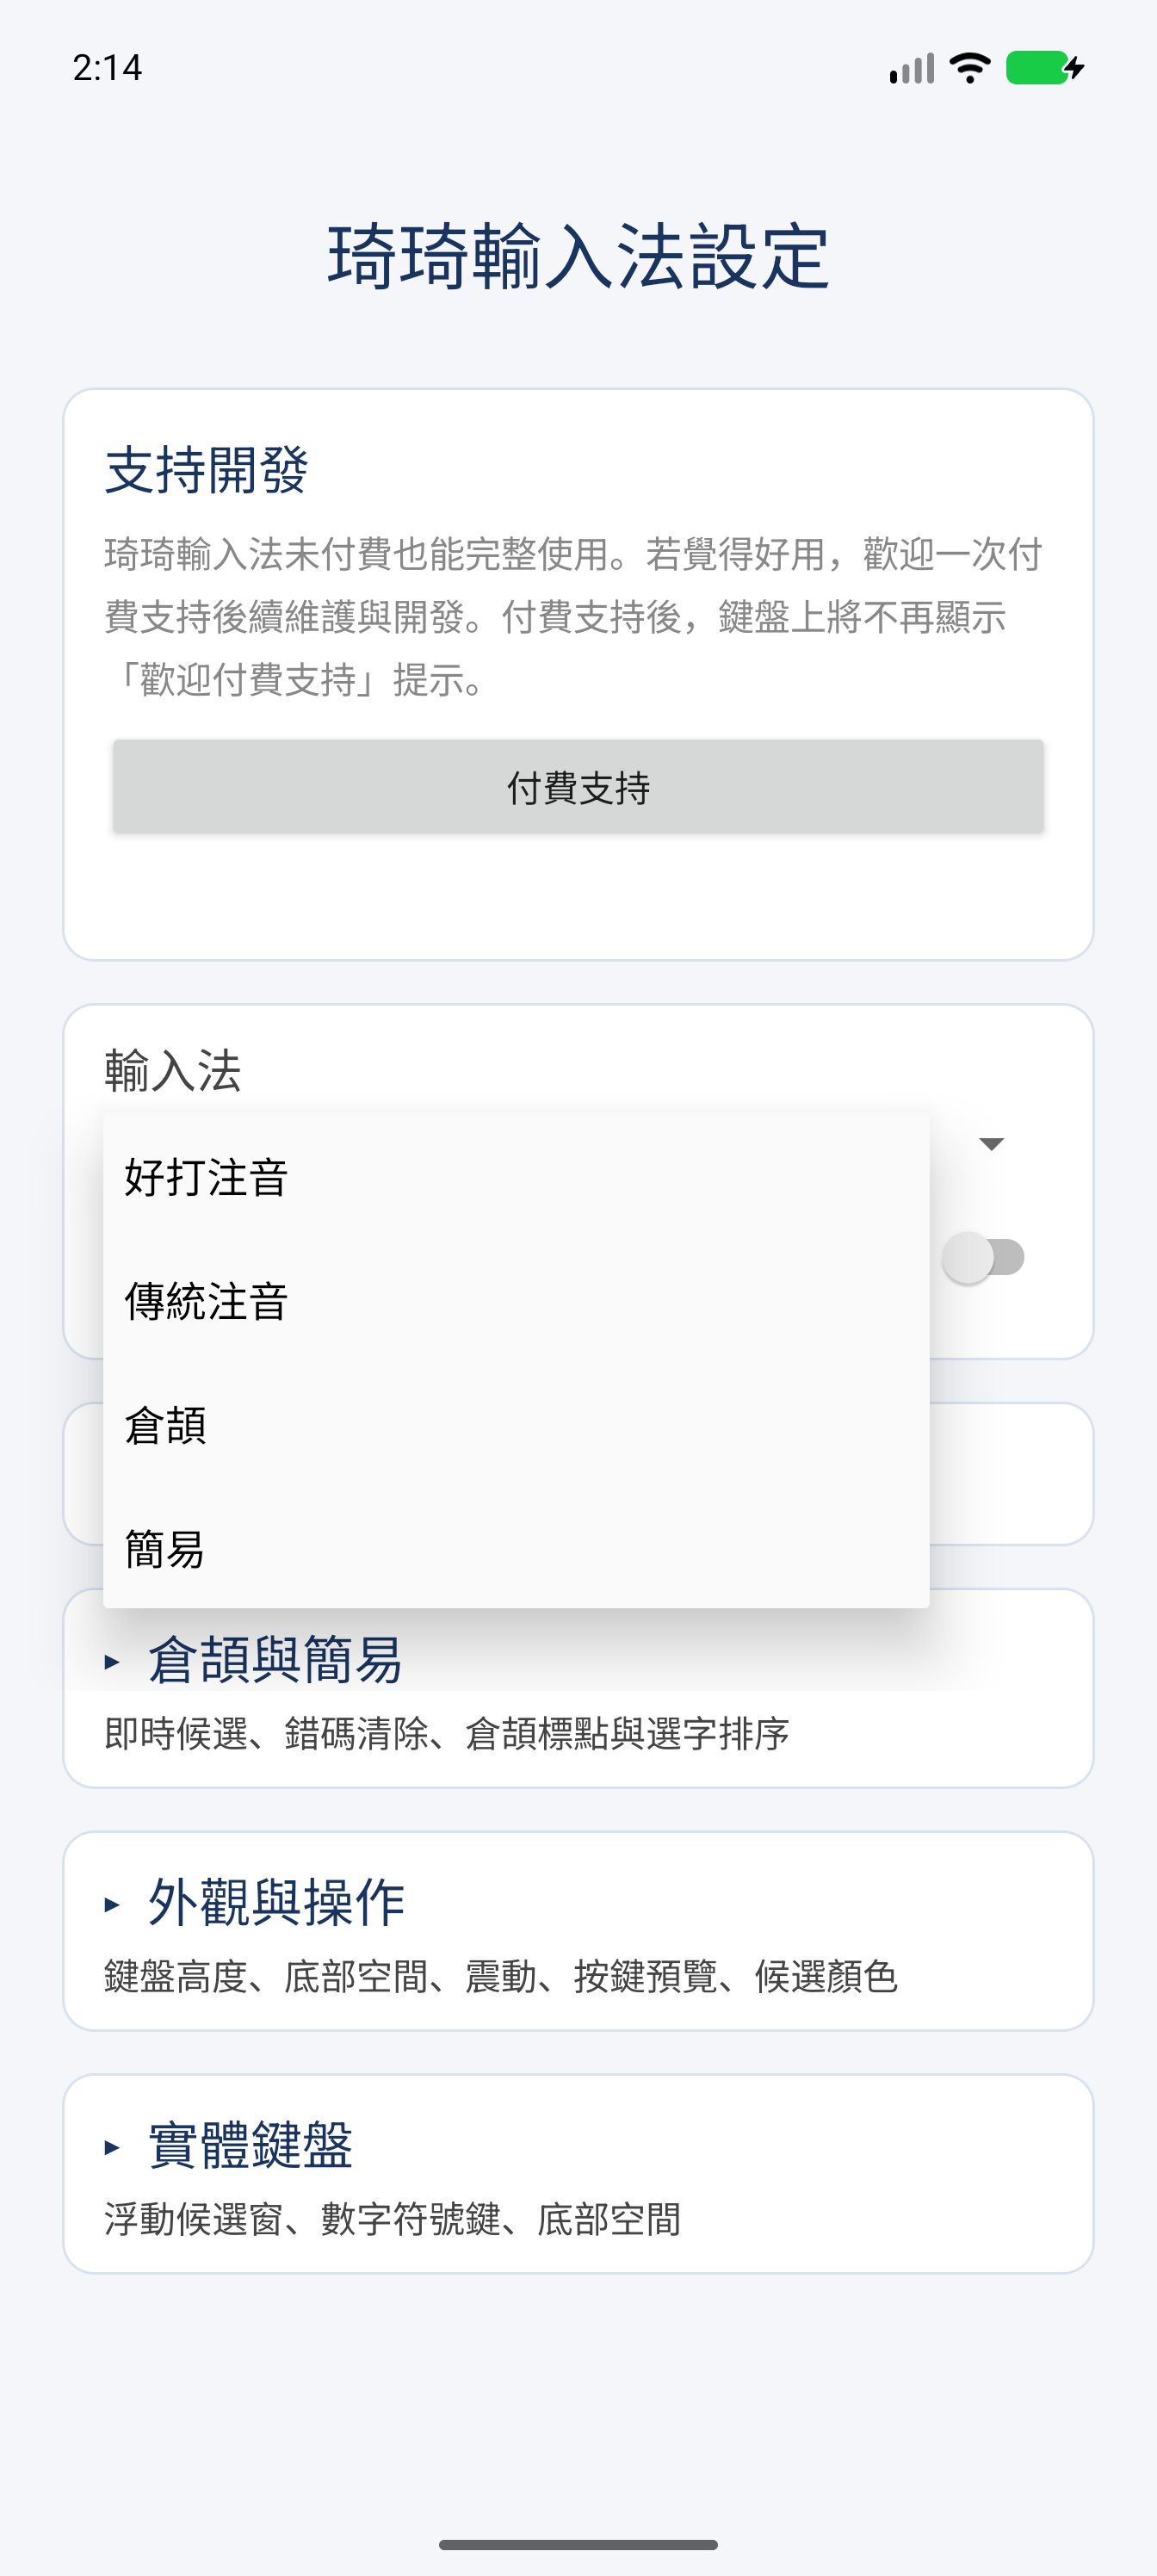 2:14
琦琦輸入法設定
支持開發
琦琦輸入法未付費也能完整使用。若覺得好用，歡迎一次付
費支持後續維護與開發。付費支持後，鍵盤上將不再顯示
「歡迎付費支持」提示。
付費支持
輸入法
好打注音
傳統注音
倉頡
簡易
▸ 倉頡與簡易
即時候選、錯碼清除、倉頡標點與選字排序
▸ 外觀與操作
鍵盤高度、底部空間、震動、按鍵預覽、候選顏色
▸ 實體鍵盤
浮動候選窗、數字符號鍵、底部空間